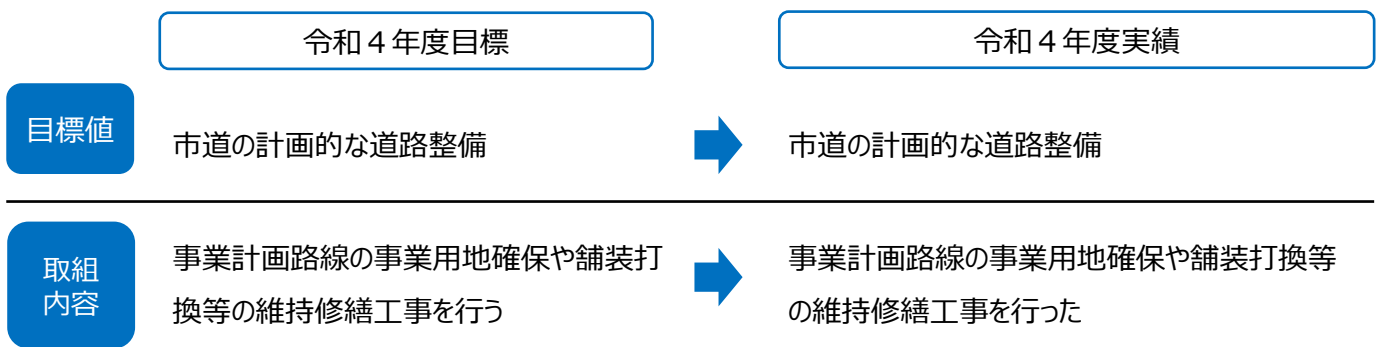 令和４年度目標
令和４年度実績
目標値
市道の計画的な道路整備
市道の計画的な道路整備
取組
内容
事業計画路線の事業用地確保や舗装打
換等の維持修繕工事を行う
事業計画路線の事業用地確保や舗装打換等
の維持修繕工事を行った